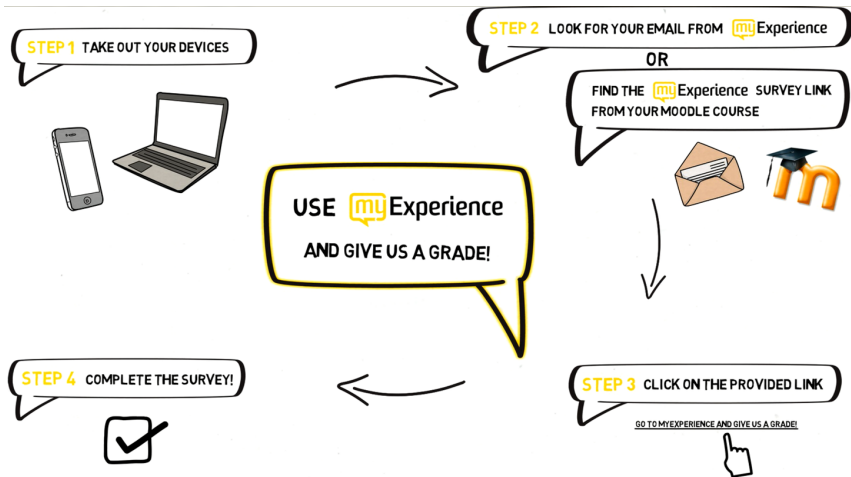 STEP 1 TAKE OUT YOUR DEVICES
STEP 2 LOOK FOR YOUR EMAIL FROM myExperience
OR
FIND THE myExperience SURVEY LINK
FROM YOUR MOODLE COURSE
m
USE myExperience
AND GIVE US A GRADE!
STEP 3 CLICK ON THE PROVIDED LINK
GO TO MYEXPERIENCE AND GIVE US A GRADE!
STEP 4 COMPLETE THE SURVEY!